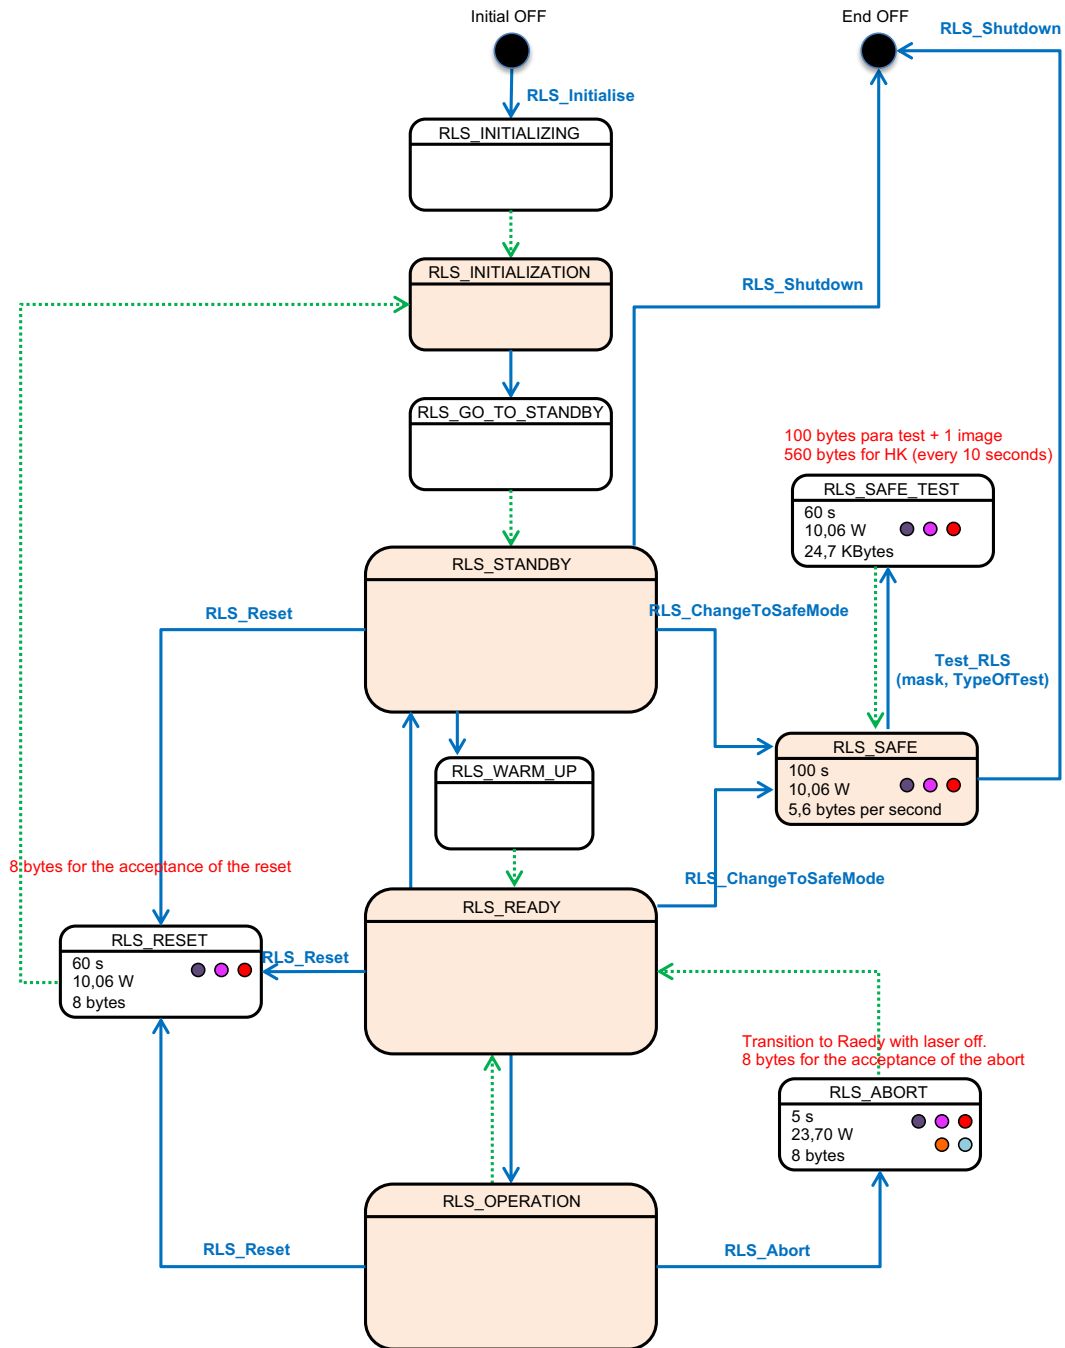 Initial OFF
End OFF
RLS_Shutdown
RLS_Initialise
RLS_INITIALIZING
RLS_INITIALIZATION
RLS_Shutdown
RLS_GO_TO_STANDBY
100 bytes para test + 1 image
560 bytes for HK (every 10 seconds)
RLS_SAFE_TEST
60 s
10,06 W
24,7 KBytes
RLS_STANDBY
RLS_Reset
RLS_ChangeToSafeMode
Test_RLS
(mask, TypeOfTest)
RLS_SAFE
100 s
10,06 W
5,6 bytes per second
RLS_WARM_UP
8 bytes for the acceptance of the reset
RLS_ChangeToSafeMode
RLS_READY
RLS_RESET
60 s
10,06 W
8 bytes
RLS_Reset
Transition to Raedy with laser off.
8 bytes for the acceptance of the abort
RLS_ABORT
5 s
23,70 W
8 bytes
RLS_OPERATION
RLS_Reset
RLS_Abort